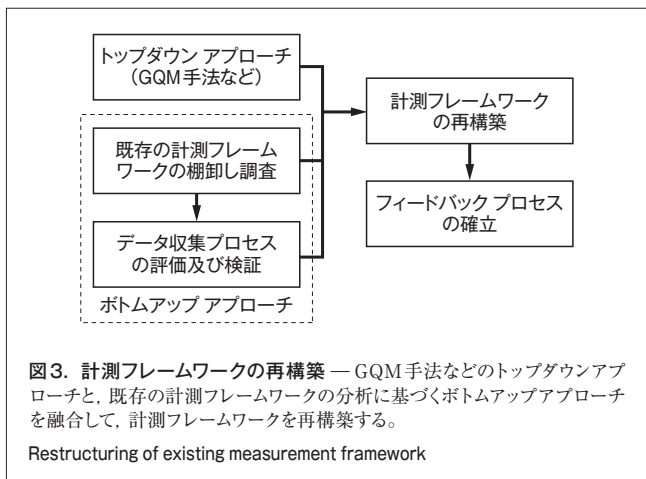 トップダウン アプローチ
（GQM手法など）
既存の計測フレーム
ワークの棚卸し調査
データ収集プロセス
の評価及び検証
ボトムアップ アプローチ
計測フレームワーク
の再構築
フィードバック プロセス
の確立
図3. 計測フレームワークの再構築 — GQM手法などのトップダウンアプ
ローチと，既存の計測フレームワークの分析に基づくボトムアップアプローチ
を融合して，計測フレームワークを再構築する。
Restructuring of existing measurement framework